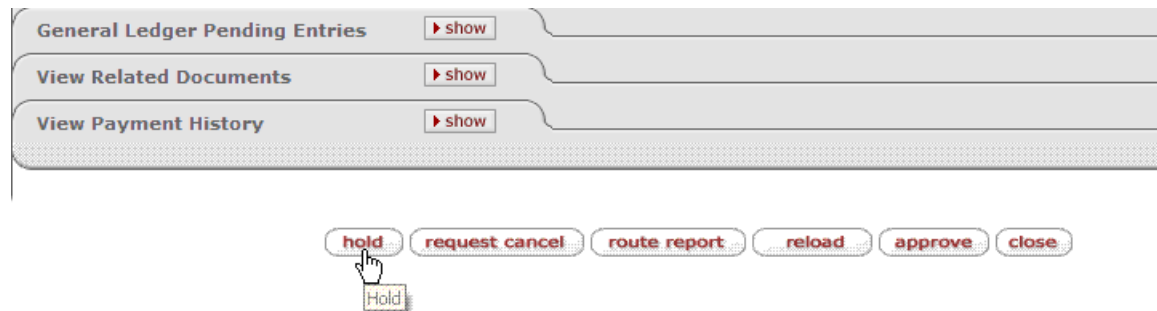 General Ledger Pending Entries show
View Related Documents show
View Payment History show
hold request cancel route report reload approve close
Hold